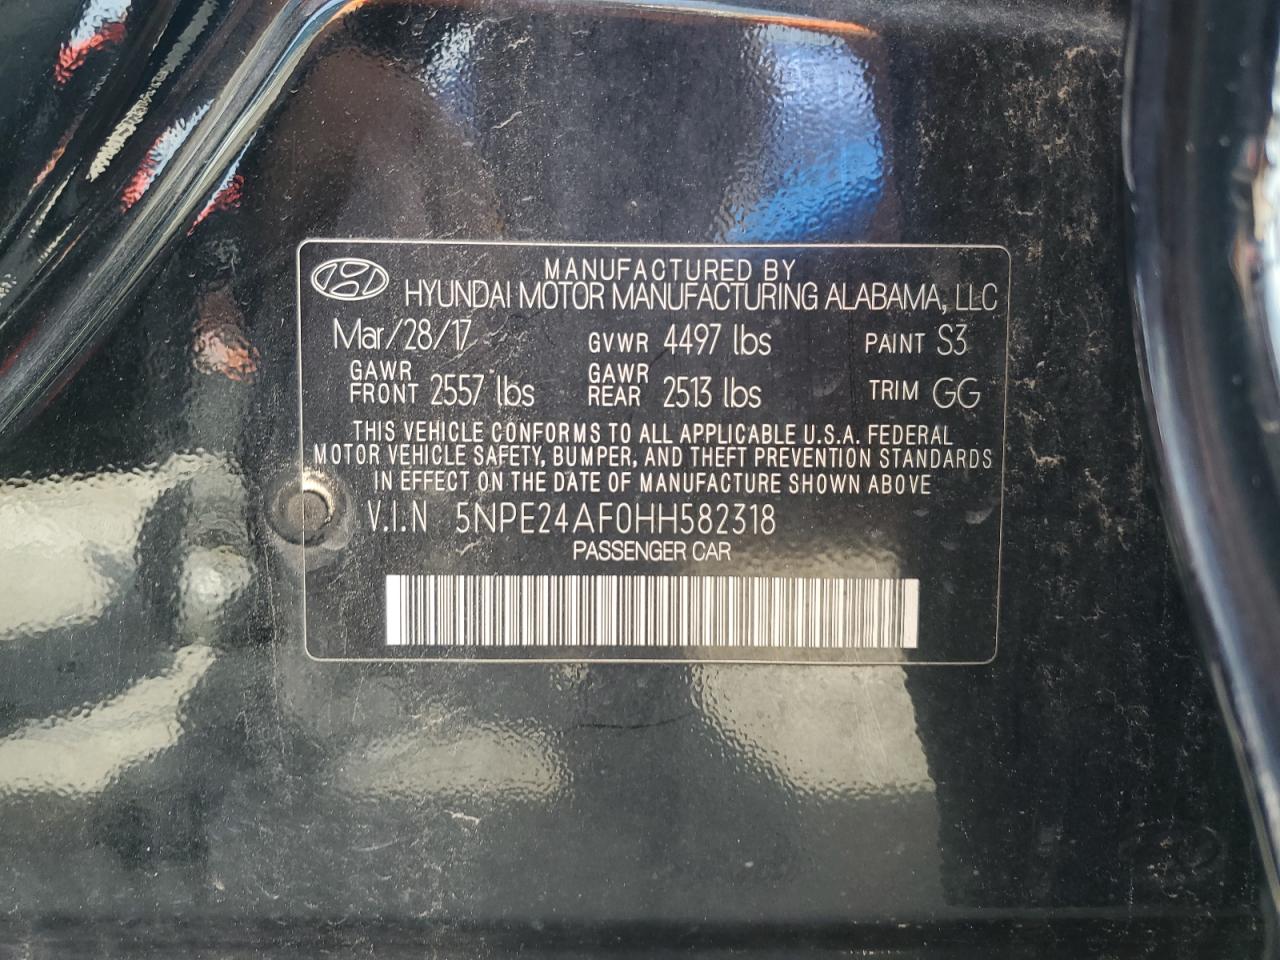 MANUFACTURED BY
HYUNDAI MOTOR MANUFACTURING ALABAMA, LLC
Mar/28/17 GVWR 4497 lbs PAINT S3
GAWR FRONT 2557 lbs GAWR REAR 2513 lbs TRIM GG
THIS VEHICLE CONFORMS TO ALL APPLICABLE U.S.A. FEDERAL
MOTOR VEHICLE SAFETY, BUMPER, AND THEFT PREVENTION STANDARDS
IN EFFECT ON THE DATE OF MANUFACTURE SHOWN ABOVE
V.I.N 5NPE24AF0HH582318
PASSENGER CAR